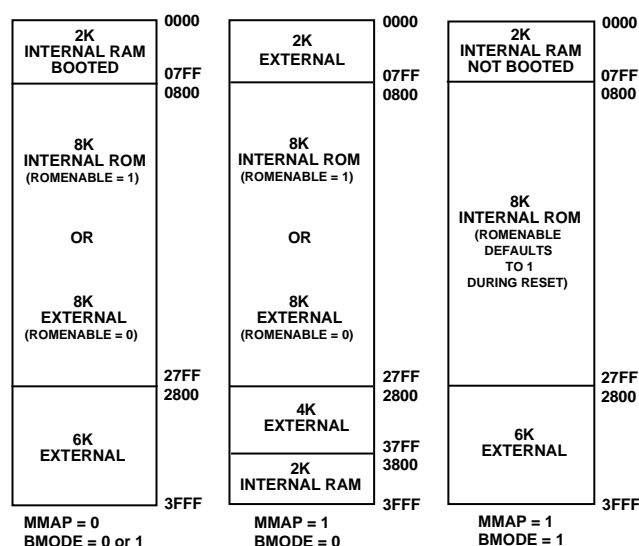 2K
INTERNAL RAM
BOOTED
0000
07FF
0800
8K
INTERNAL ROM
(ROMENABLE = 1)
OR
8K
EXTERNAL
(ROMENABLE = 0)
27FF
2800
6K
EXTERNAL
3FFF
MMAP = 0
BMODE = 0 or 1
2K
EXTERNAL
0000
07FF
0800
8K
INTERNAL ROM
(ROMENABLE = 1)
OR
8K
EXTERNAL
(ROMENABLE = 0)
27FF
2800
4K
EXTERNAL
37FF
3800
2K
INTERNAL RAM
3FFF
MMAP = 1
BMODE = 0
2K
INTERNAL RAM
NOT BOOTED
0000
07FF
0800
8K
INTERNAL ROM
(ROMENABLE
DEFAULTS
TO 1
DURING RESET)
27FF
2800
6K
EXTERNAL
3FFF
MMAP = 1
BMODE = 1